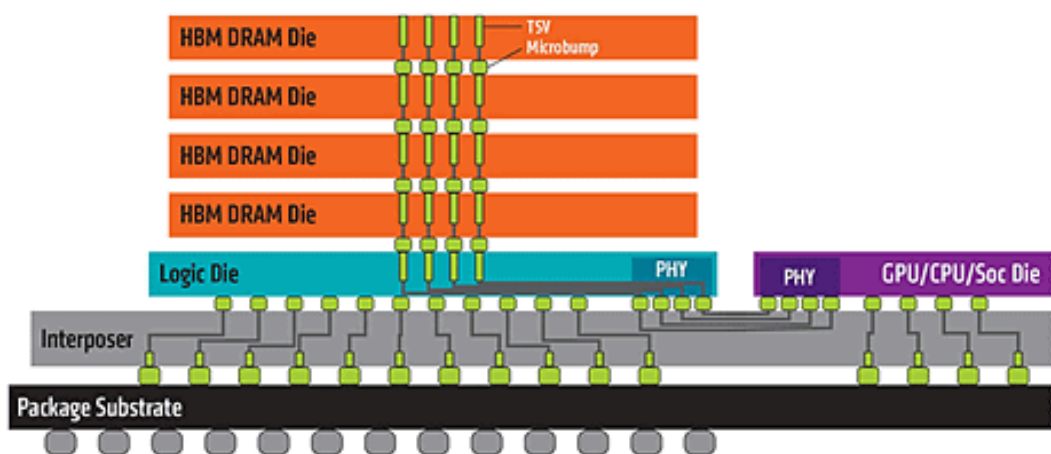 HBM DRAM Die
TSV
Microbump
HBM DRAM Die
HBM DRAM Die
HBM DRAM Die
Logic Die
PHY
PHY
GPU/CPU/Soc Die
Interposer
Package Substrate